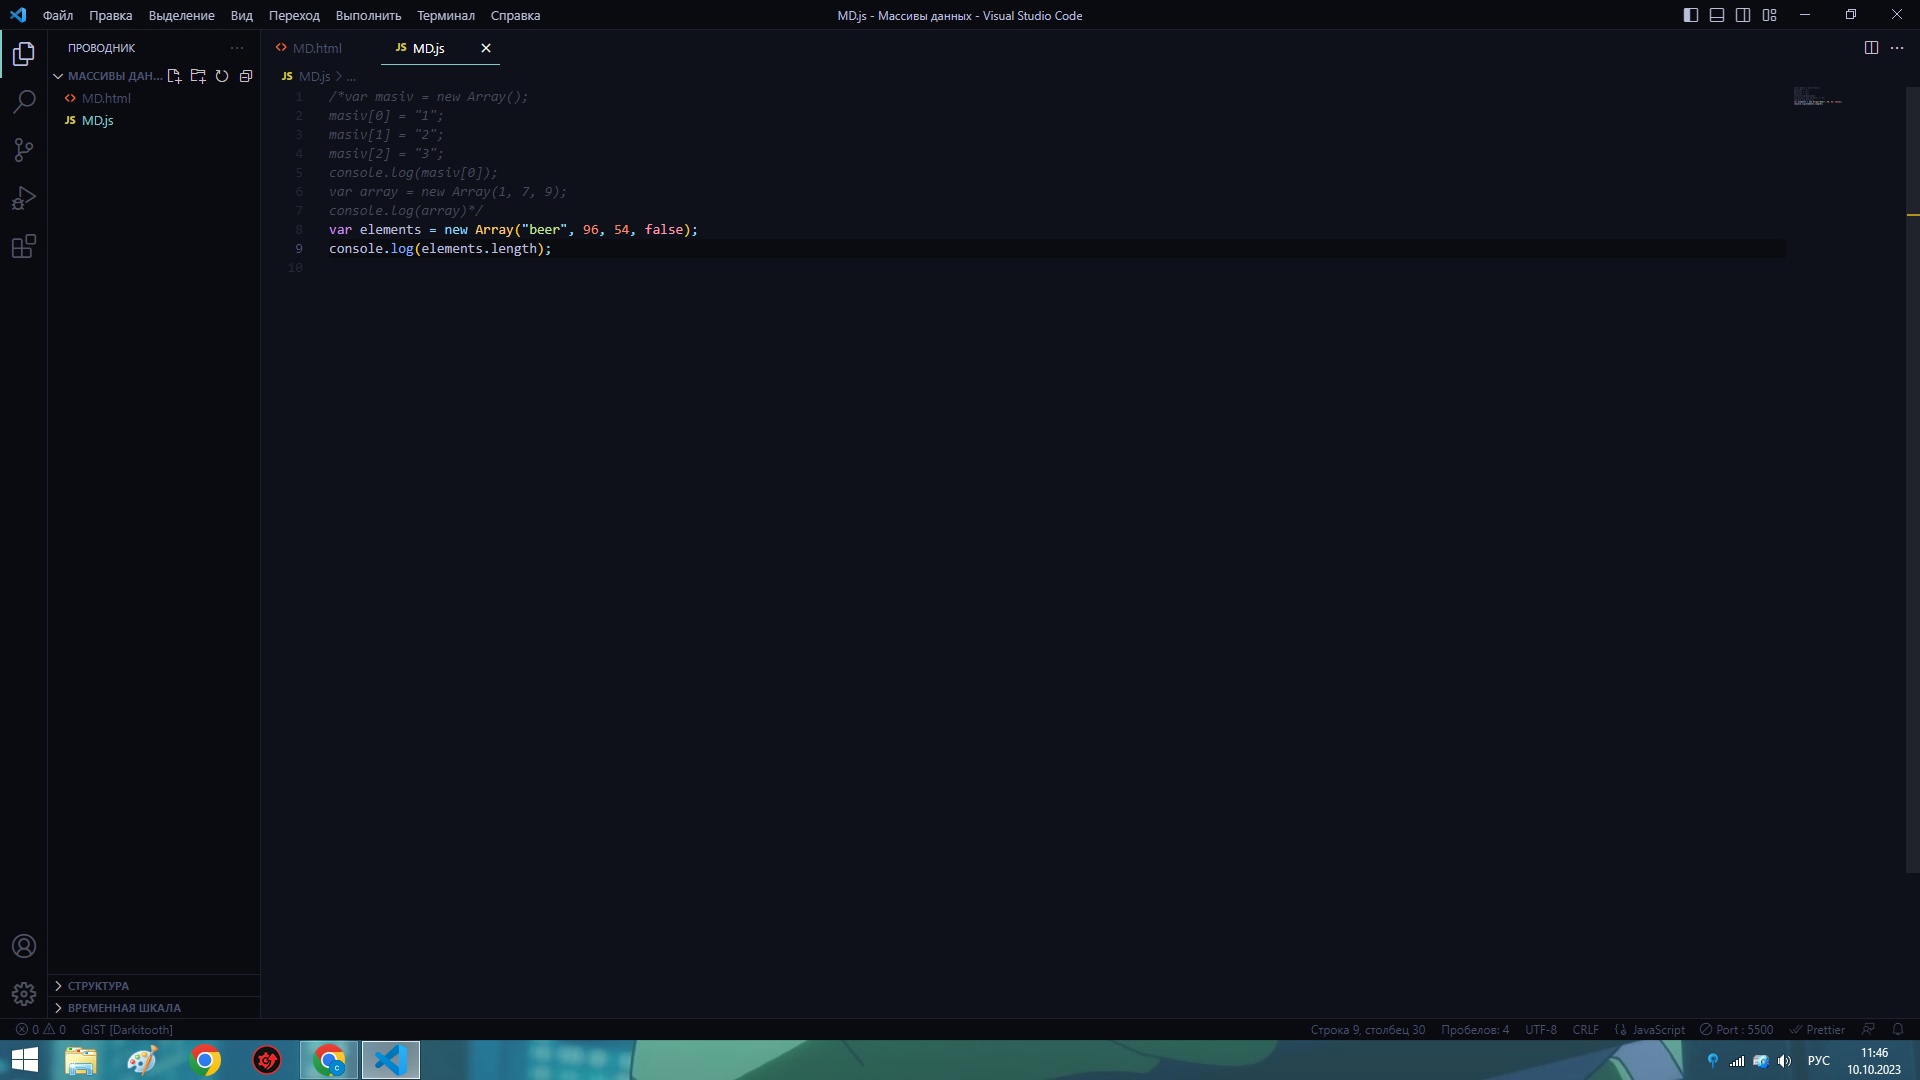 Файл Правка Выделение Вид Переход Выполнить Терминал Справка MD.js - Массивы данных - Visual Studio Code
ПРОВОДНИК
МАССИВЫ ДАН...
MD.html
JS MD.js
MD.html JS MD.js
JS MD.js > ...
1 /*var masiv = new Array();
2 masiv[0] = "1";
3 masiv[1] = "2";
4 masiv[2] = "3";
5 console.log(masiv[0]);
6 var array = new Array(1, 7, 9);
7 console.log(array)*/
8 var elements = new Array("beer", 96, 54, false);
9 console.log(elements.length);
10
СТРУКТУРА
ВРЕМЕННАЯ ШКАЛА
0 0 GIST [Darkitooth] Строка 9, столбец 30 Пробелов: 4 UTF-8 CRLF JavaScript Port : 5500 Prettier
РУС 11:46
10.10.2023